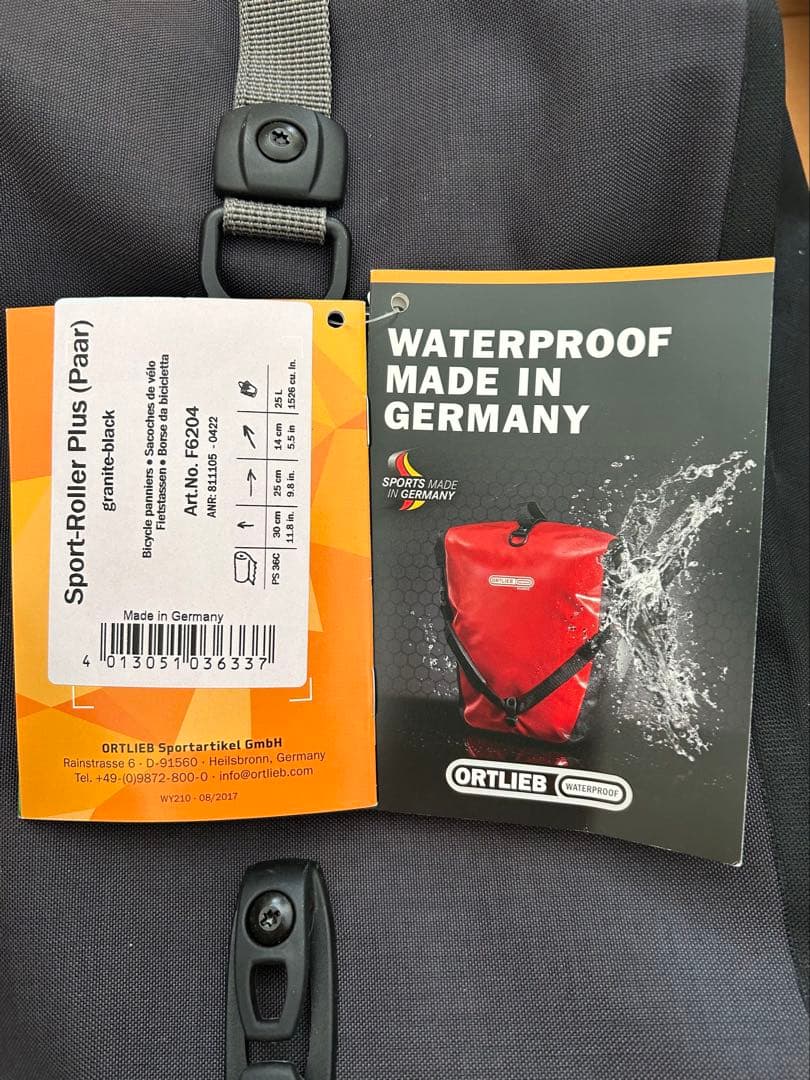 Sport-Roller Plus (Paar)
granite-black
Bicycle panniers • Sacoches de vélo
Fietstassen • Borse da bicicletta
Art.No. F6204
ANR: 811105 - 0422
PS 36C 30 cm 25 cm 14 cm 25 L
11.8 in. 9.8 in. 5.5 in 1526 cu. In.
Made in Germany
4 013051 036337
ORTLIEB Sportartikel GmbH
Rainstrasse 6 · D-91560 · Heilsbronn, Germany
Tel. +49-(0)9872-800-0 · info@ortlieb.com
WY210 · 08/2017
WATERPROOF
MADE IN
GERMANY
SPORTS MADE
IN GERMANY
ORTLIEB
ORTLIEB WATERPROOF